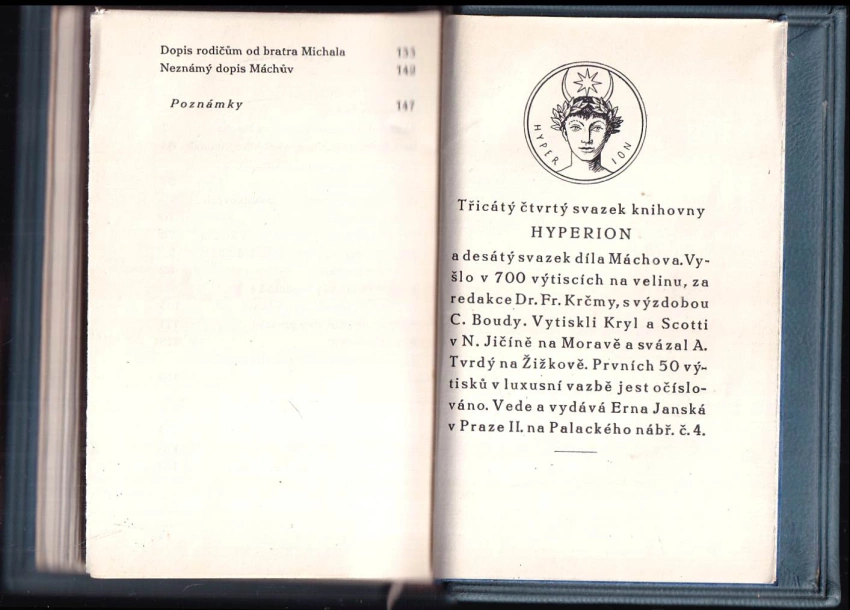 Dopis rodičům od bratra Michala 133
Neznámý dopis Máchův 140
Poznámky 147
HYPERION
Třicátý čtvrtý svazek knihovny
HYPERION
a desátý svazek díla Máchova. Vy-
šlo v 700 výtiscích na velinu, za
redakce Dr. Fr. Krčmy, s výzdobou
C. Boudy. Vytiskli Kryl a Scotti
v N. Jičíně na Moravě a svázal A.
Tvrdý na Žižkově. Prvních 50 vý-
tisků v luxusní vazbě jest očíslo-
váno. Vede a vydává Erna Janská
v Praze II. na Palackého nábř. č. 4.